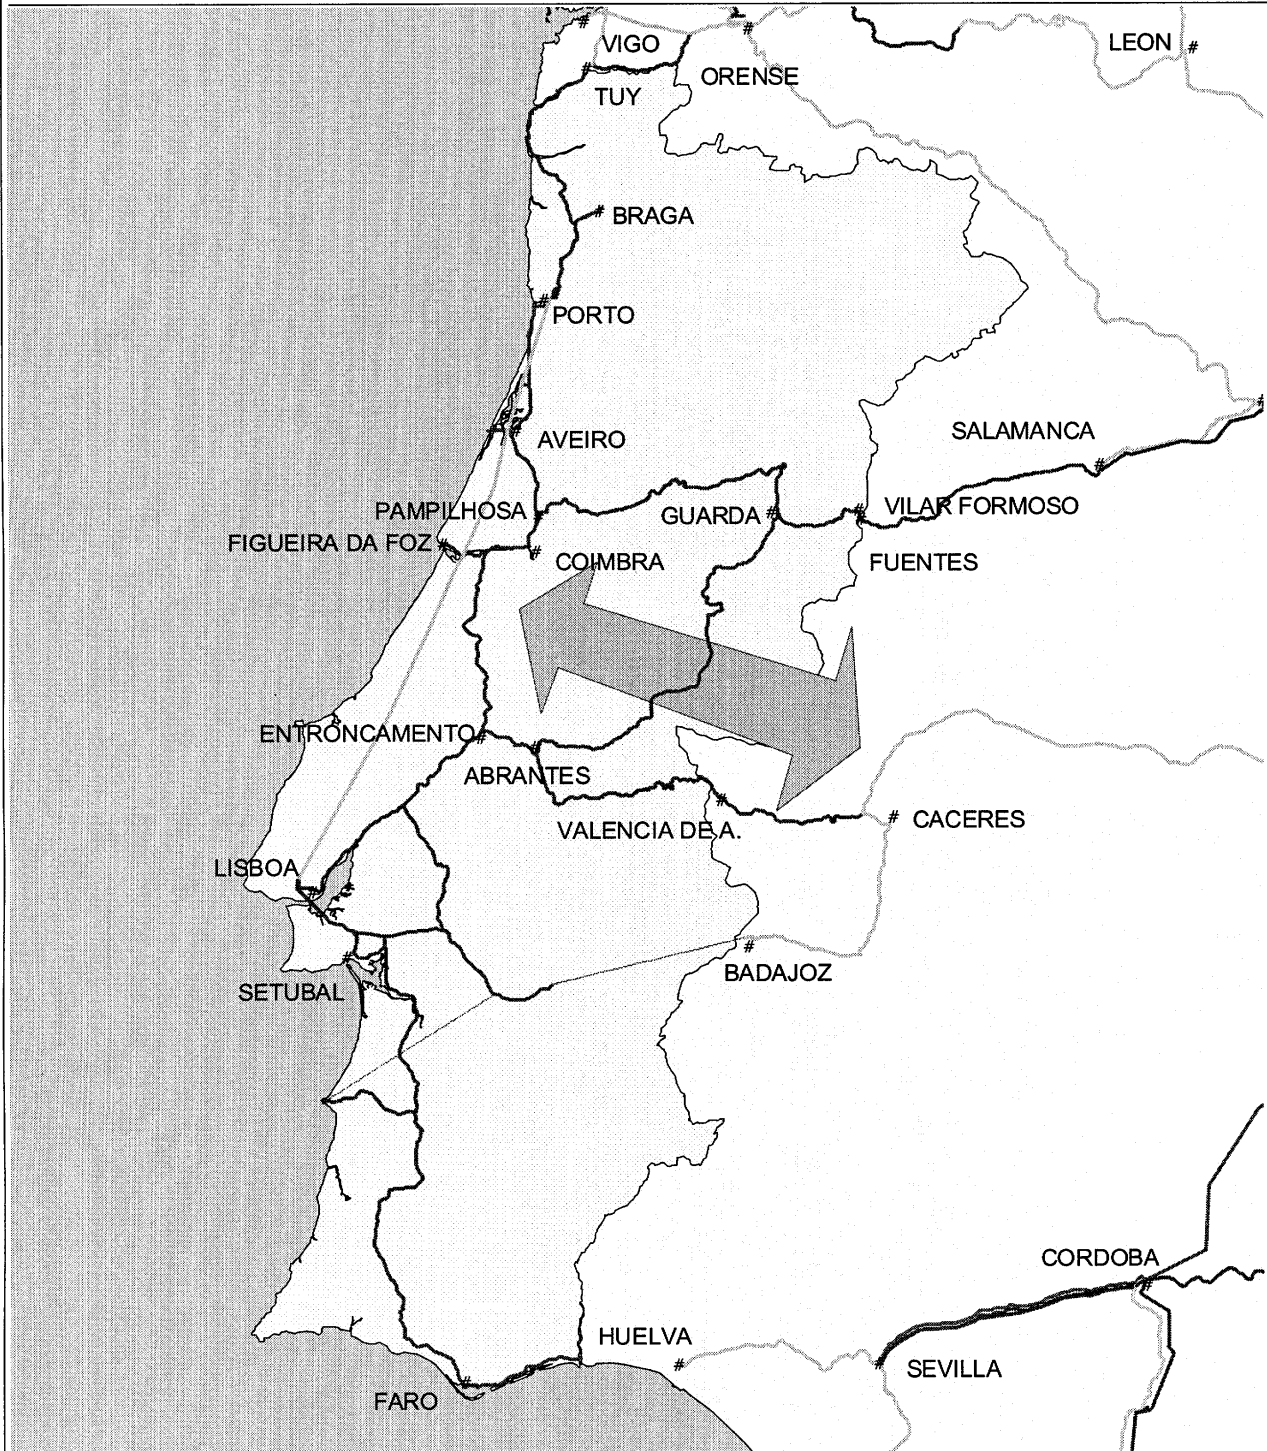 VIGO
LEON
ORENSE
TUY
BRAGA
PORTO
AVEIRO
SALAMANCA
PAMPILHOSA
GUARDA
VILAR FORMOSO
FIGUEIRA DA FOZ
COIMBRA
FUENTES
ENTRONCAMENTO
ABRANTES
VALENCIA DE A.
CACERES
LISBOA
BADAJOZ
SETUBAL
CORDOBA
HUELVA
SEVILLA
FARO